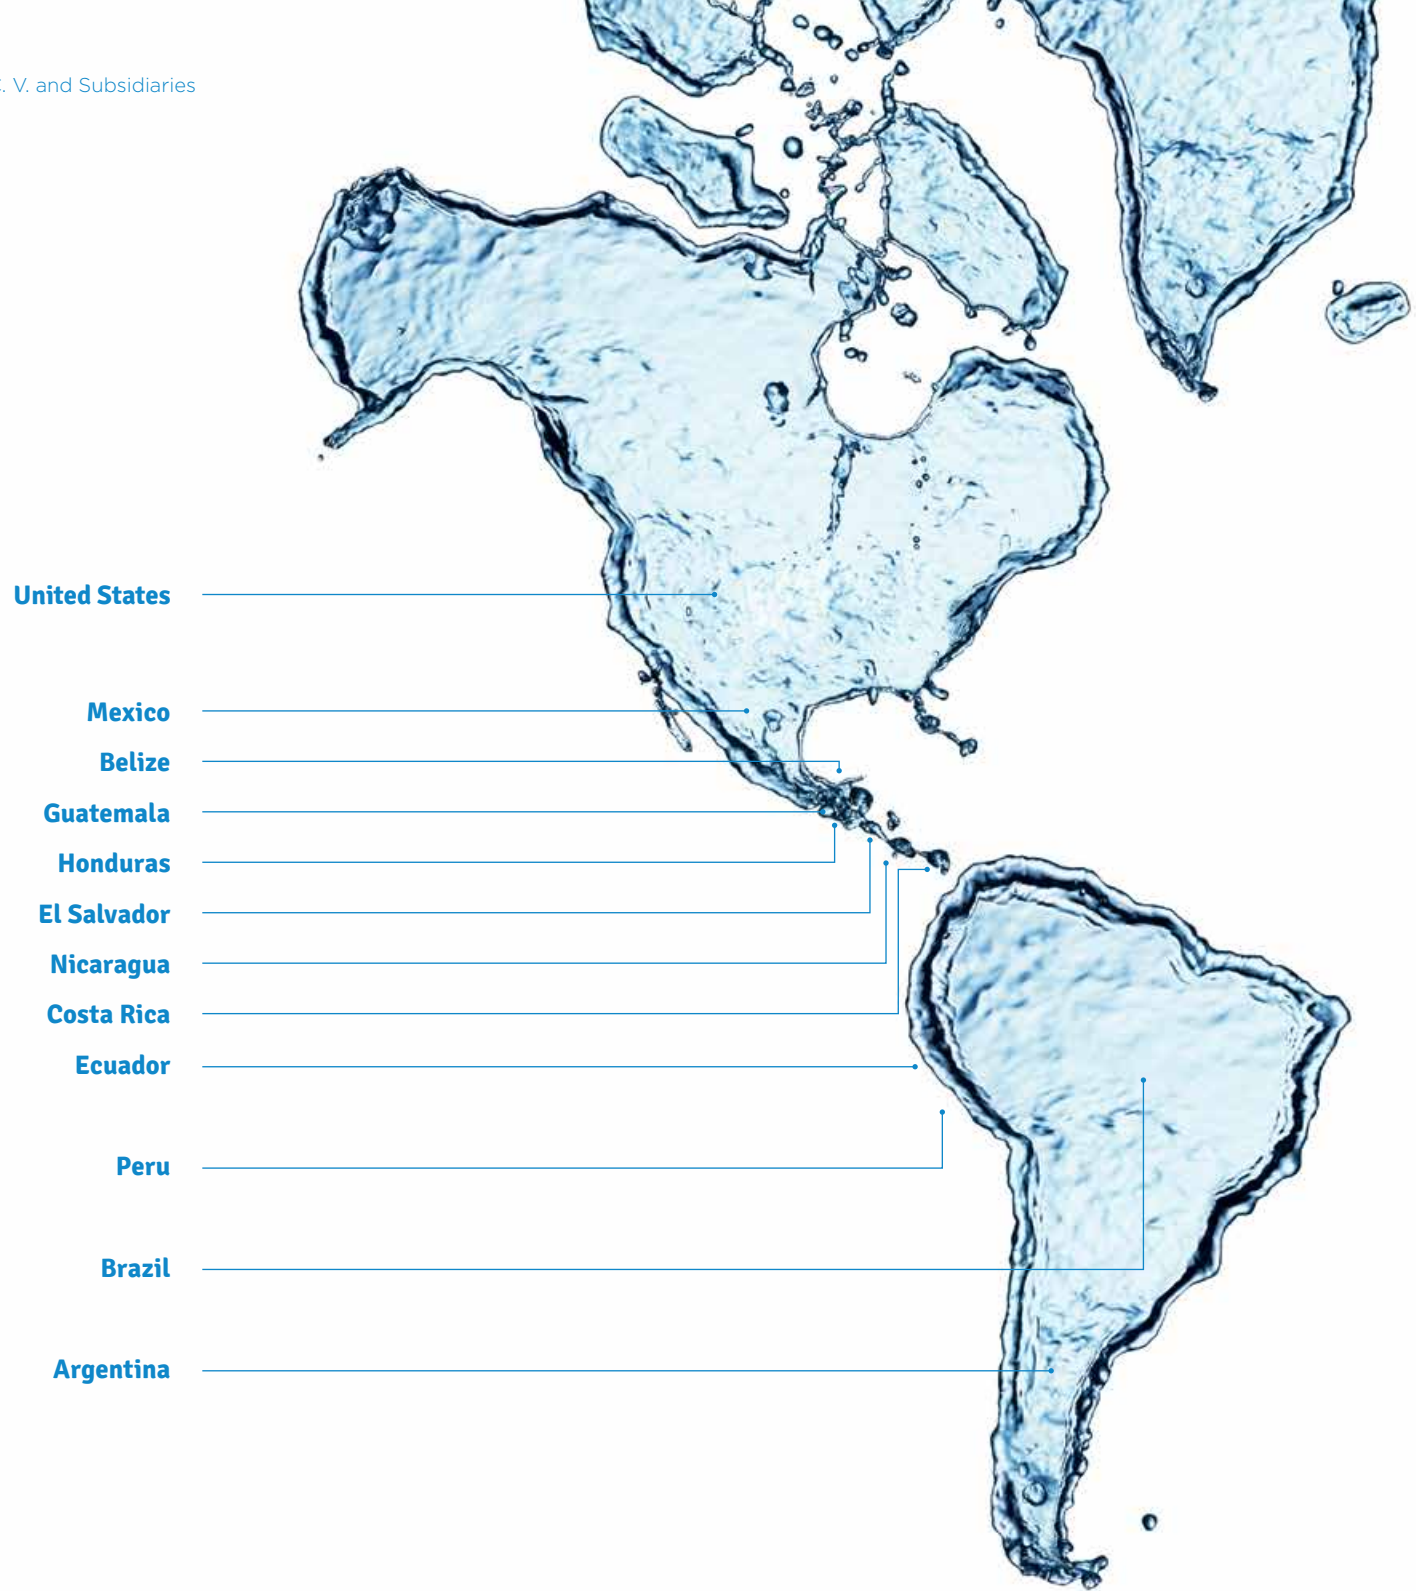 . V. and Subsidiaries
United States
Mexico
Belize
Guatemala
Honduras
El Salvador
Nicaragua
Costa Rica
Ecuador
Peru
Brazil
Argentina